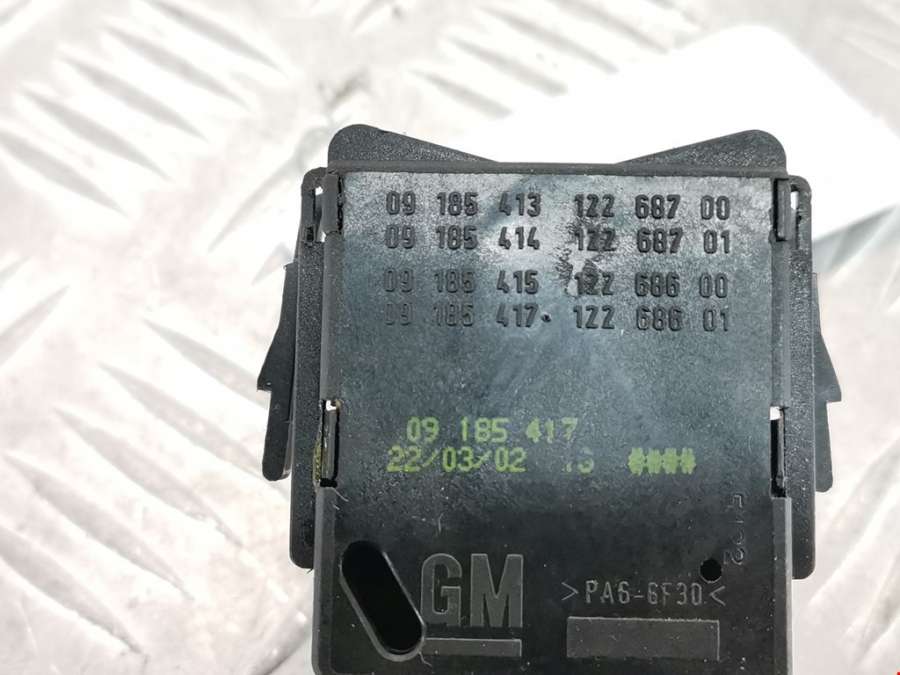 09 185 413 122 687 00
09 185 414 122 687 01
09 185 415 122 686 00
09 185 417 122 686 01
09 185 417
22/03/02 ####
GM
>PA6-GF30<